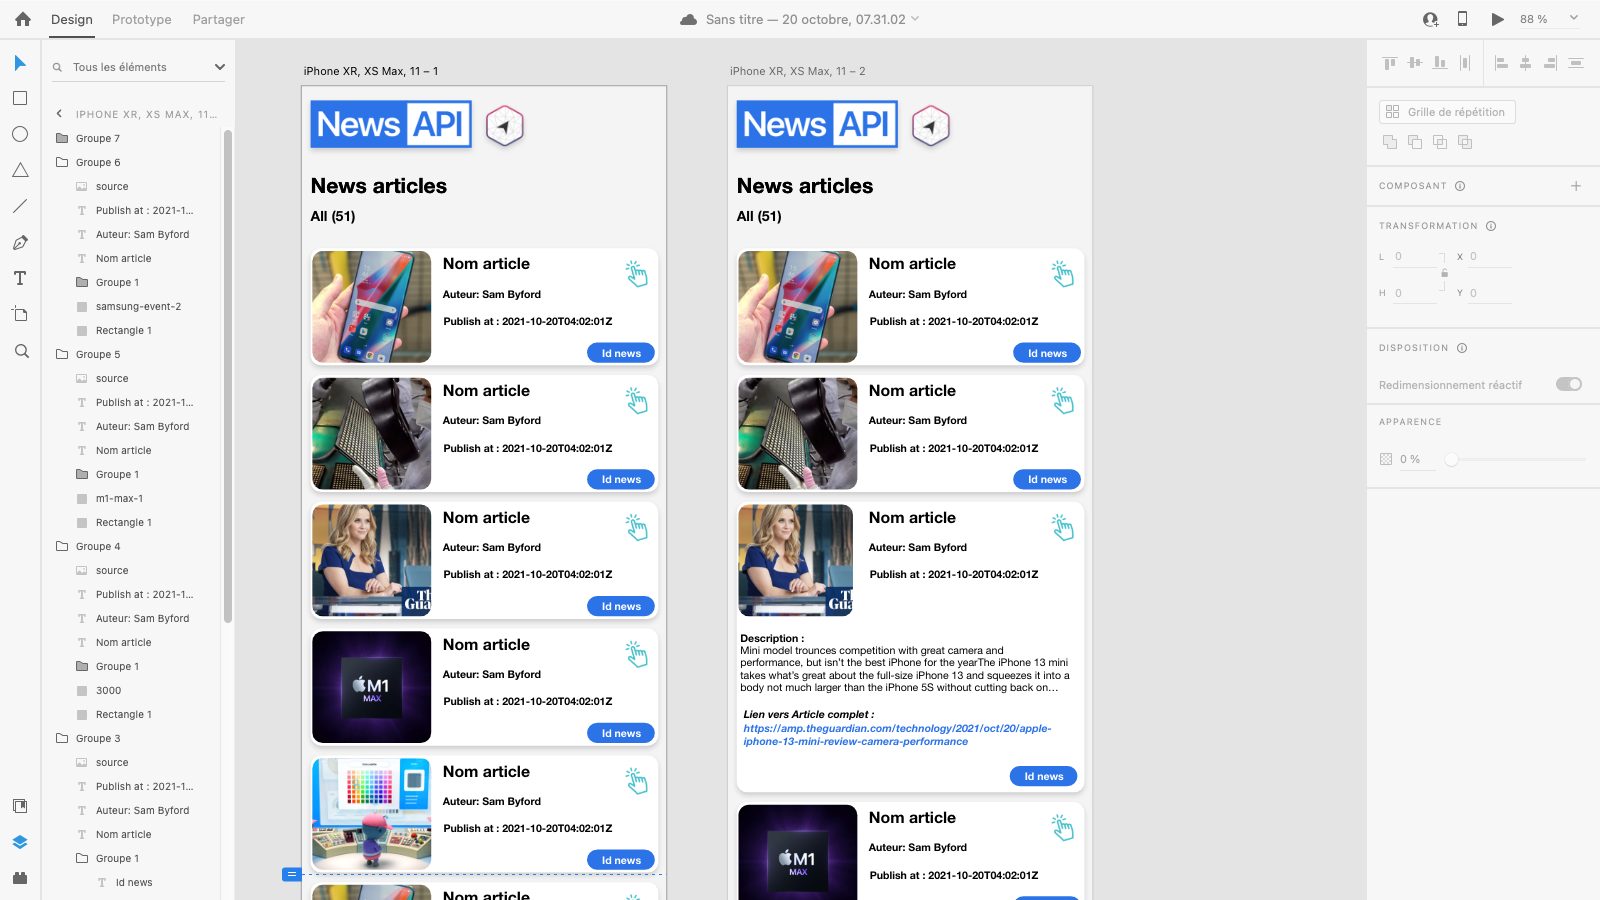 Design
Prototype
Partager
Sans titre — 20 octobre, 07.31.02
88 %
Tous les éléments
IPHONE XR, XS MAX, 11...
Groupe 7
Groupe 6
source
Publish at : 2021-1...
Auteur: Sam Byford
Nom article
Groupe 1
samsung-event-2
Rectangle 1
Groupe 5
source
Publish at : 2021-1...
Auteur: Sam Byford
Nom article
Groupe 1
m1-max-1
Rectangle 1
Groupe 4
source
Publish at : 2021-1...
Auteur: Sam Byford
Nom article
Groupe 1
3000
Rectangle 1
Groupe 3
source
Publish at : 2021-1...
Auteur: Sam Byford
Nom article
Groupe 1
Id news
iPhone XR, XS Max, 11 – 1
News API
News articles
All (51)
Nom article
Auteur: Sam Byford
Publish at : 2021-10-20T04:02:01Z
Id news
Nom article
Auteur: Sam Byford
Publish at : 2021-10-20T04:02:01Z
Id news
Nom article
Auteur: Sam Byford
Publish at : 2021-10-20T04:02:01Z
Id news
Th
Gua
Nom article
Auteur: Sam Byford
Publish at : 2021-10-20T04:02:01Z
Id news
M1
MAX
Nom article
Auteur: Sam Byford
Publish at : 2021-10-20T04:02:01Z
Id news
Nom article
iPhone XR, XS Max, 11 – 2
News API
News articles
All (51)
Nom article
Auteur: Sam Byford
Publish at : 2021-10-20T04:02:01Z
Id news
Nom article
Auteur: Sam Byford
Publish at : 2021-10-20T04:02:01Z
Id news
Nom article
Auteur: Sam Byford
Publish at : 2021-10-20T04:02:01Z
Th
Gua
Description :
Mini model trounces competition with great camera and
performance, but isn't the best iPhone for the yearThe iPhone 13 mini
takes what's great about the full-size iPhone 13 and squeezes it into a
body not much larger than the iPhone 5S without cutting back on…
Lien vers Article complet :
https://amp.theguardian.com/technology/2021/oct/20/apple-
iphone-13-mini-review-camera-performance
Id news
Nom article
Auteur: Sam Byford
Publish at : 2021-10-20T04:02:01Z
M1
MAX
Grille de répétition
COMPOSANT
TRANSFORMATION
L 0 X 0
H 0 Y 0
DISPOSITION
Redimensionnement réactif
APPARENCE
0 %